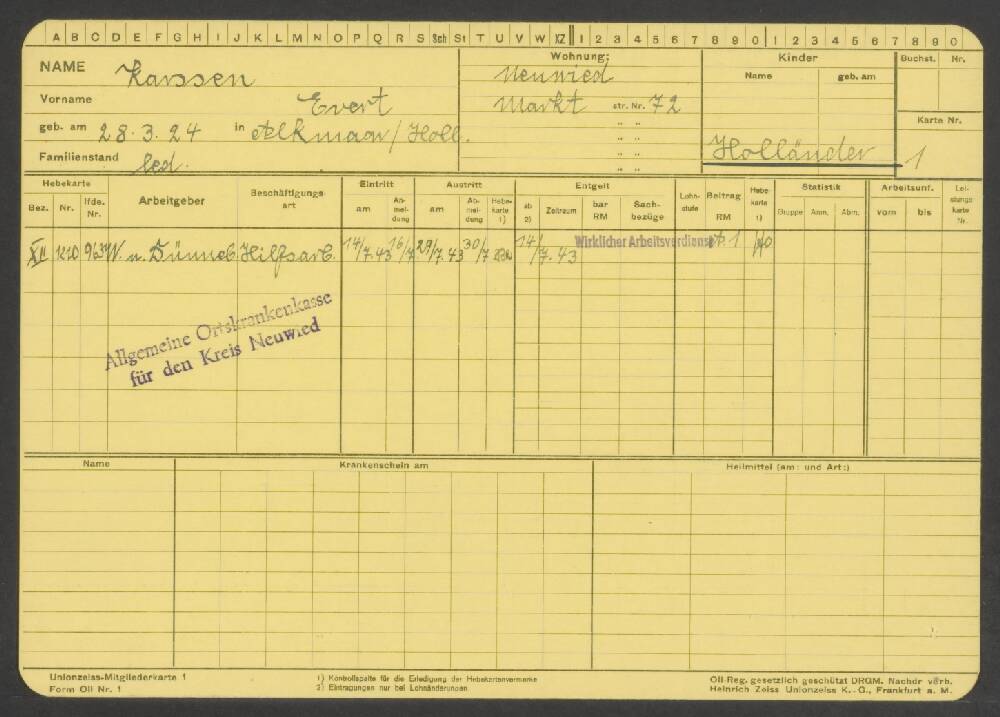 A B C D E F G H I J K L M N O P Q R S Sch St T U V W XZ 1 2 3 4 5 6 7 8 9 0 1 2 3 4 5 6 7 8 9 0
NAME
Vorname Evert
geb. am 28.3.24 in Alkmaar/Holl.
Familienstand led.
Wohnung:
Neuwied
Markt str. Nr. 72
" "
" "
" "
Kinder
Name geb. am
Holländer
Buchst. Nr.
Karte Nr.
1
Hebekarte
Bez. Nr. lfde. Nr.
Arbeitgeber
Beschäftigungsart
Eintritt
am Anmeldung
Austritt
am Abmeldung Hebekarte 1)
Entgelt
ab 2) Zeitraum bar RM Sachbezüge
Lohnstufe
Beitrag RM
Hebekarte 1)
Statistik
Gruppe Anm. Abm.
Arbeitsunf.
vom bis
Leistungskarte Nr.
XII 1220 W. u. Hilfsarb. 14/7.43 16/7 29/7.43 30/7 14/7.43 Wirklicher Arbeitsverdienst 1
Allgemeine Ortskrankenkasse
für den Kreis Neuwied
Name Krankenschein am Heilmittel (am: und Art:)
Unionzeiss-Mitgliederkarte 1
Form OII Nr. 1
1) Kontrollspalte für die Erledigung der Hebekartenvermerke
2) Eintragungen nur bei Lohnänderungen
OII-Reg. gesetzlich geschützt DRGM. Nachdr verb.
Heinrich Zeiss Unionzeiss K.-G., Frankfurt a. M.